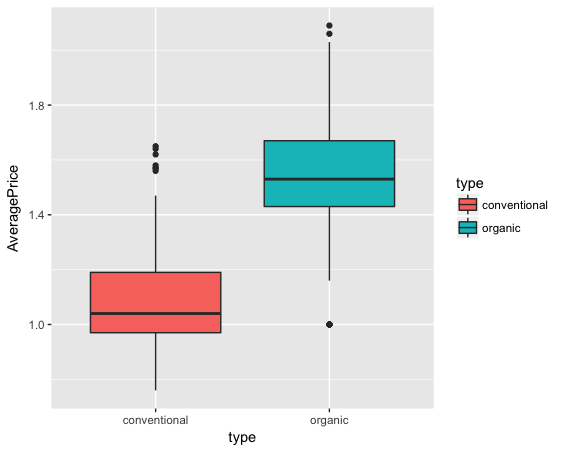 AveragePrice
1.8
1.4
1.0
conventional
organic
type
type
conventional
organic